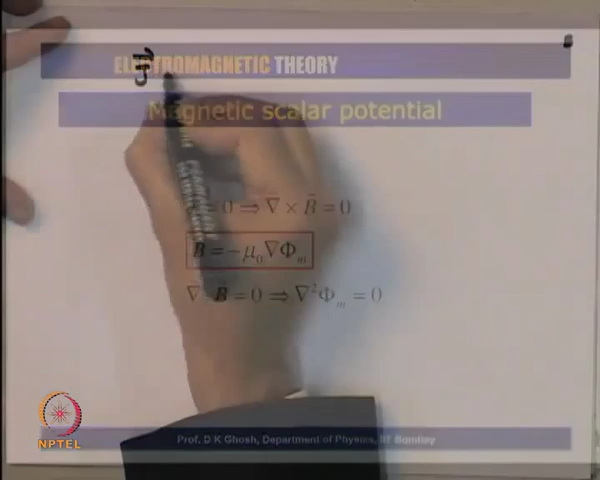 ELECTROMAGNETIC THEORY
Magnetic scalar potential
= 0 ⇒ ∇ × B̄ = 0
B̄ = −μ₀∇Φₘ
∇ B̄ = 0 ⇒ ∇²Φₘ = 0
NPTEL
Prof. D K Ghosh, Department of Physics, IIT Bombay